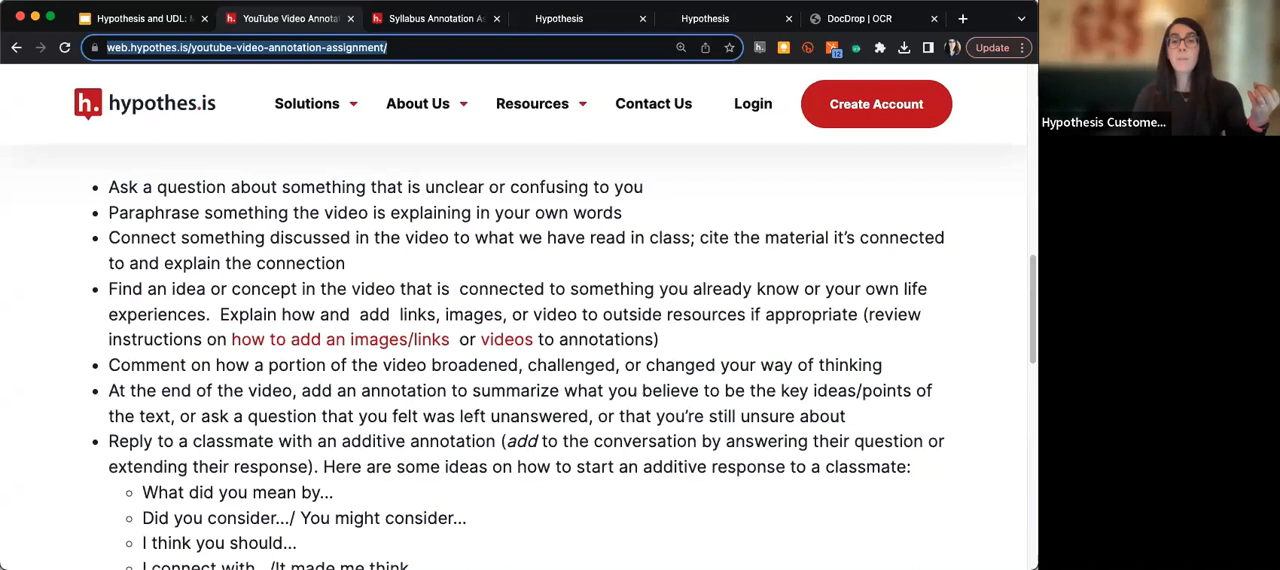 Hypothesis and UDL: M
YouTube Video Annota
Syllabus Annotation As
Hypothesis
Hypothesis
DocDrop | OCR
web.hypothes.is/youtube-video-annotation-assignment/
12
Update
h. hypothes.is
Solutions
About Us
Resources
Contact Us
Login
Create Account
Hypothesis Custome...
• Ask a question about something that is unclear or confusing to you
• Paraphrase something the video is explaining in your own words
• Connect something discussed in the video to what we have read in class; cite the material it's connected
to and explain the connection
• Find an idea or concept in the video that is connected to something you already know or your own life
experiences. Explain how and add links, images, or video to outside resources if appropriate (review
instructions on how to add an images/links or videos to annotations)
• Comment on how a portion of the video broadened, challenged, or changed your way of thinking
• At the end of the video, add an annotation to summarize what you believe to be the key ideas/points of
the text, or ask a question that you felt was left unanswered, or that you're still unsure about
• Reply to a classmate with an additive annotation (add to the conversation by answering their question or
extending their response). Here are some ideas on how to start an additive response to a classmate:
◦ What did you mean by...
◦ Did you consider.../ You might consider...
◦ I think you should...
◦ I connect with.../It made me think